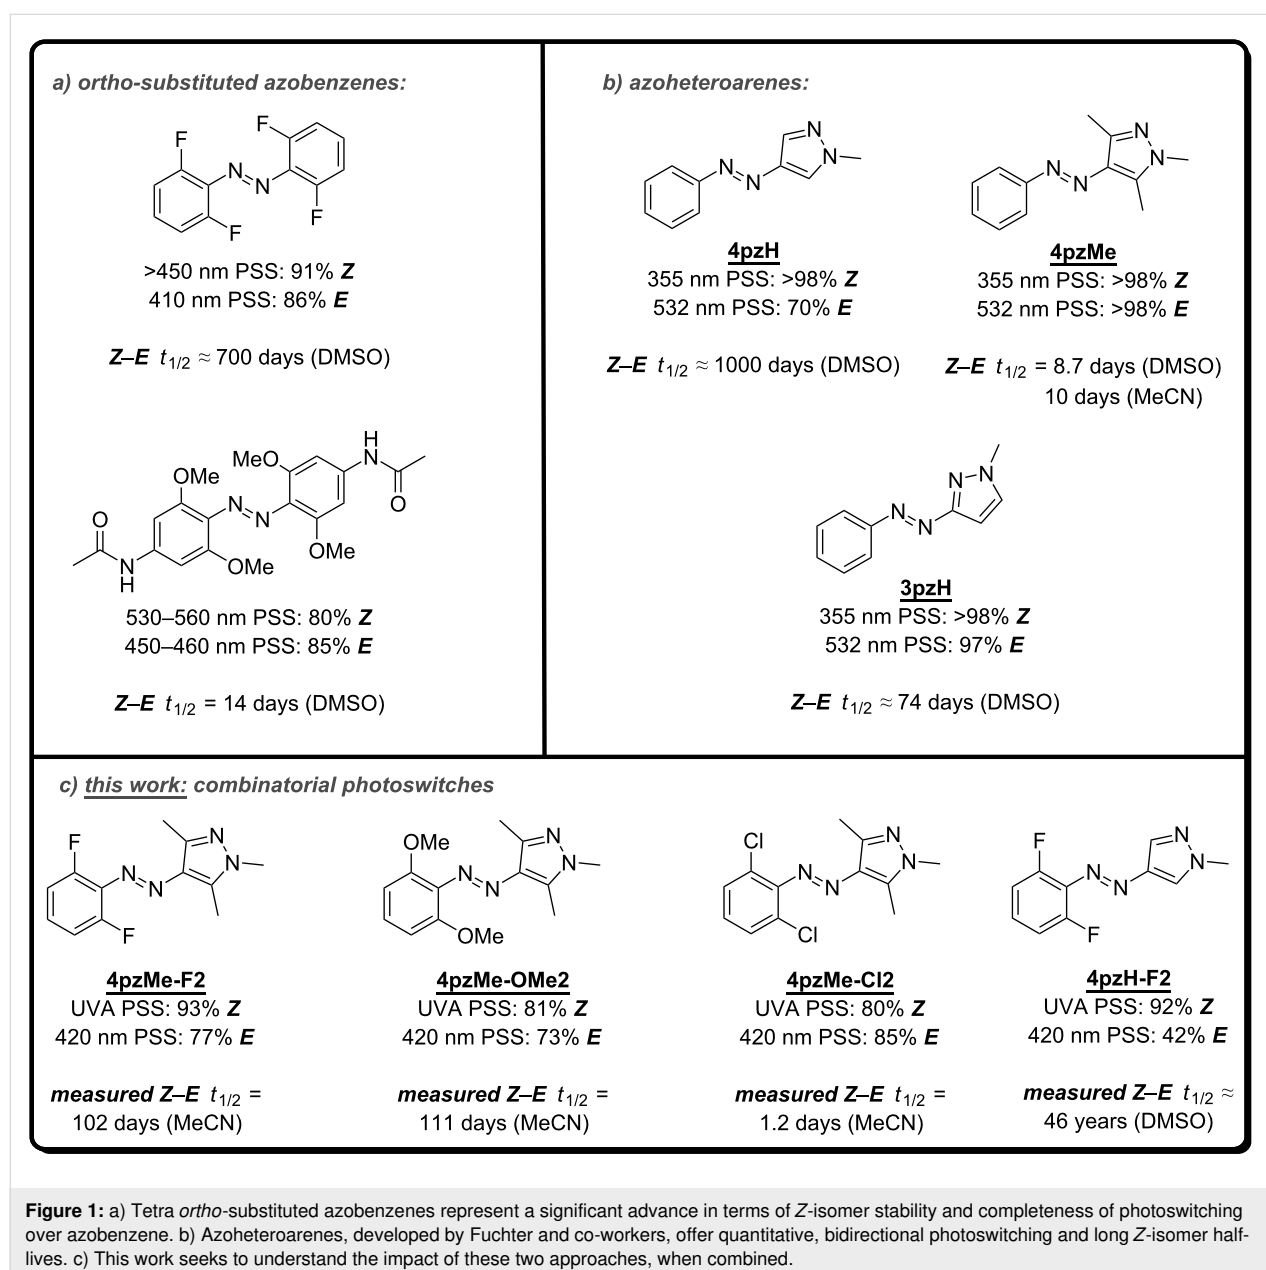 a) ortho-substituted azobenzenes:
F
F
N
N
F
F
>450 nm PSS: 91% Z
410 nm PSS: 86% E
Z–E t1/2 ≈ 700 days (DMSO)
H
N
O
MeO
OMe
N
N
OMe
OMe
O
N
H
530–560 nm PSS: 80% Z
450–460 nm PSS: 85% E
Z–E t1/2 = 14 days (DMSO)
b) azoheteroarenes:
N
N
N
N
4pzH
355 nm PSS: >98% Z
532 nm PSS: 70% E
Z–E t1/2 ≈ 1000 days (DMSO)
N
N
N
N
4pzMe
355 nm PSS: >98% Z
532 nm PSS: >98% E
Z–E t1/2 = 8.7 days (DMSO)
10 days (MeCN)
N
N
N
N
3pzH
355 nm PSS: >98% Z
532 nm PSS: 97% E
Z–E t1/2 ≈ 74 days (DMSO)
c) this work: combinatorial photoswitches
F
N
N
N
N
F
4pzMe-F2
UVA PSS: 93% Z
420 nm PSS: 77% E
measured Z–E t1/2 =
102 days (MeCN)
OMe
N
N
N
N
OMe
4pzMe-OMe2
UVA PSS: 81% Z
420 nm PSS: 73% E
measured Z–E t1/2 =
111 days (MeCN)
Cl
N
N
N
N
Cl
4pzMe-Cl2
UVA PSS: 80% Z
420 nm PSS: 85% E
measured Z–E t1/2 =
1.2 days (MeCN)
F
N
N
N
N
F
4pzH-F2
UVA PSS: 92% Z
420 nm PSS: 42% E
measured Z–E t1/2 ≈
46 years (DMSO)
Figure 1: a) Tetra ortho-substituted azobenzenes represent a significant advance in terms of Z-isomer stability and completeness of photoswitching
over azobenzene. b) Azoheteroarenes, developed by Fuchter and co-workers, offer quantitative, bidirectional photoswitching and long Z-isomer half-
lives. c) This work seeks to understand the impact of these two approaches, when combined.